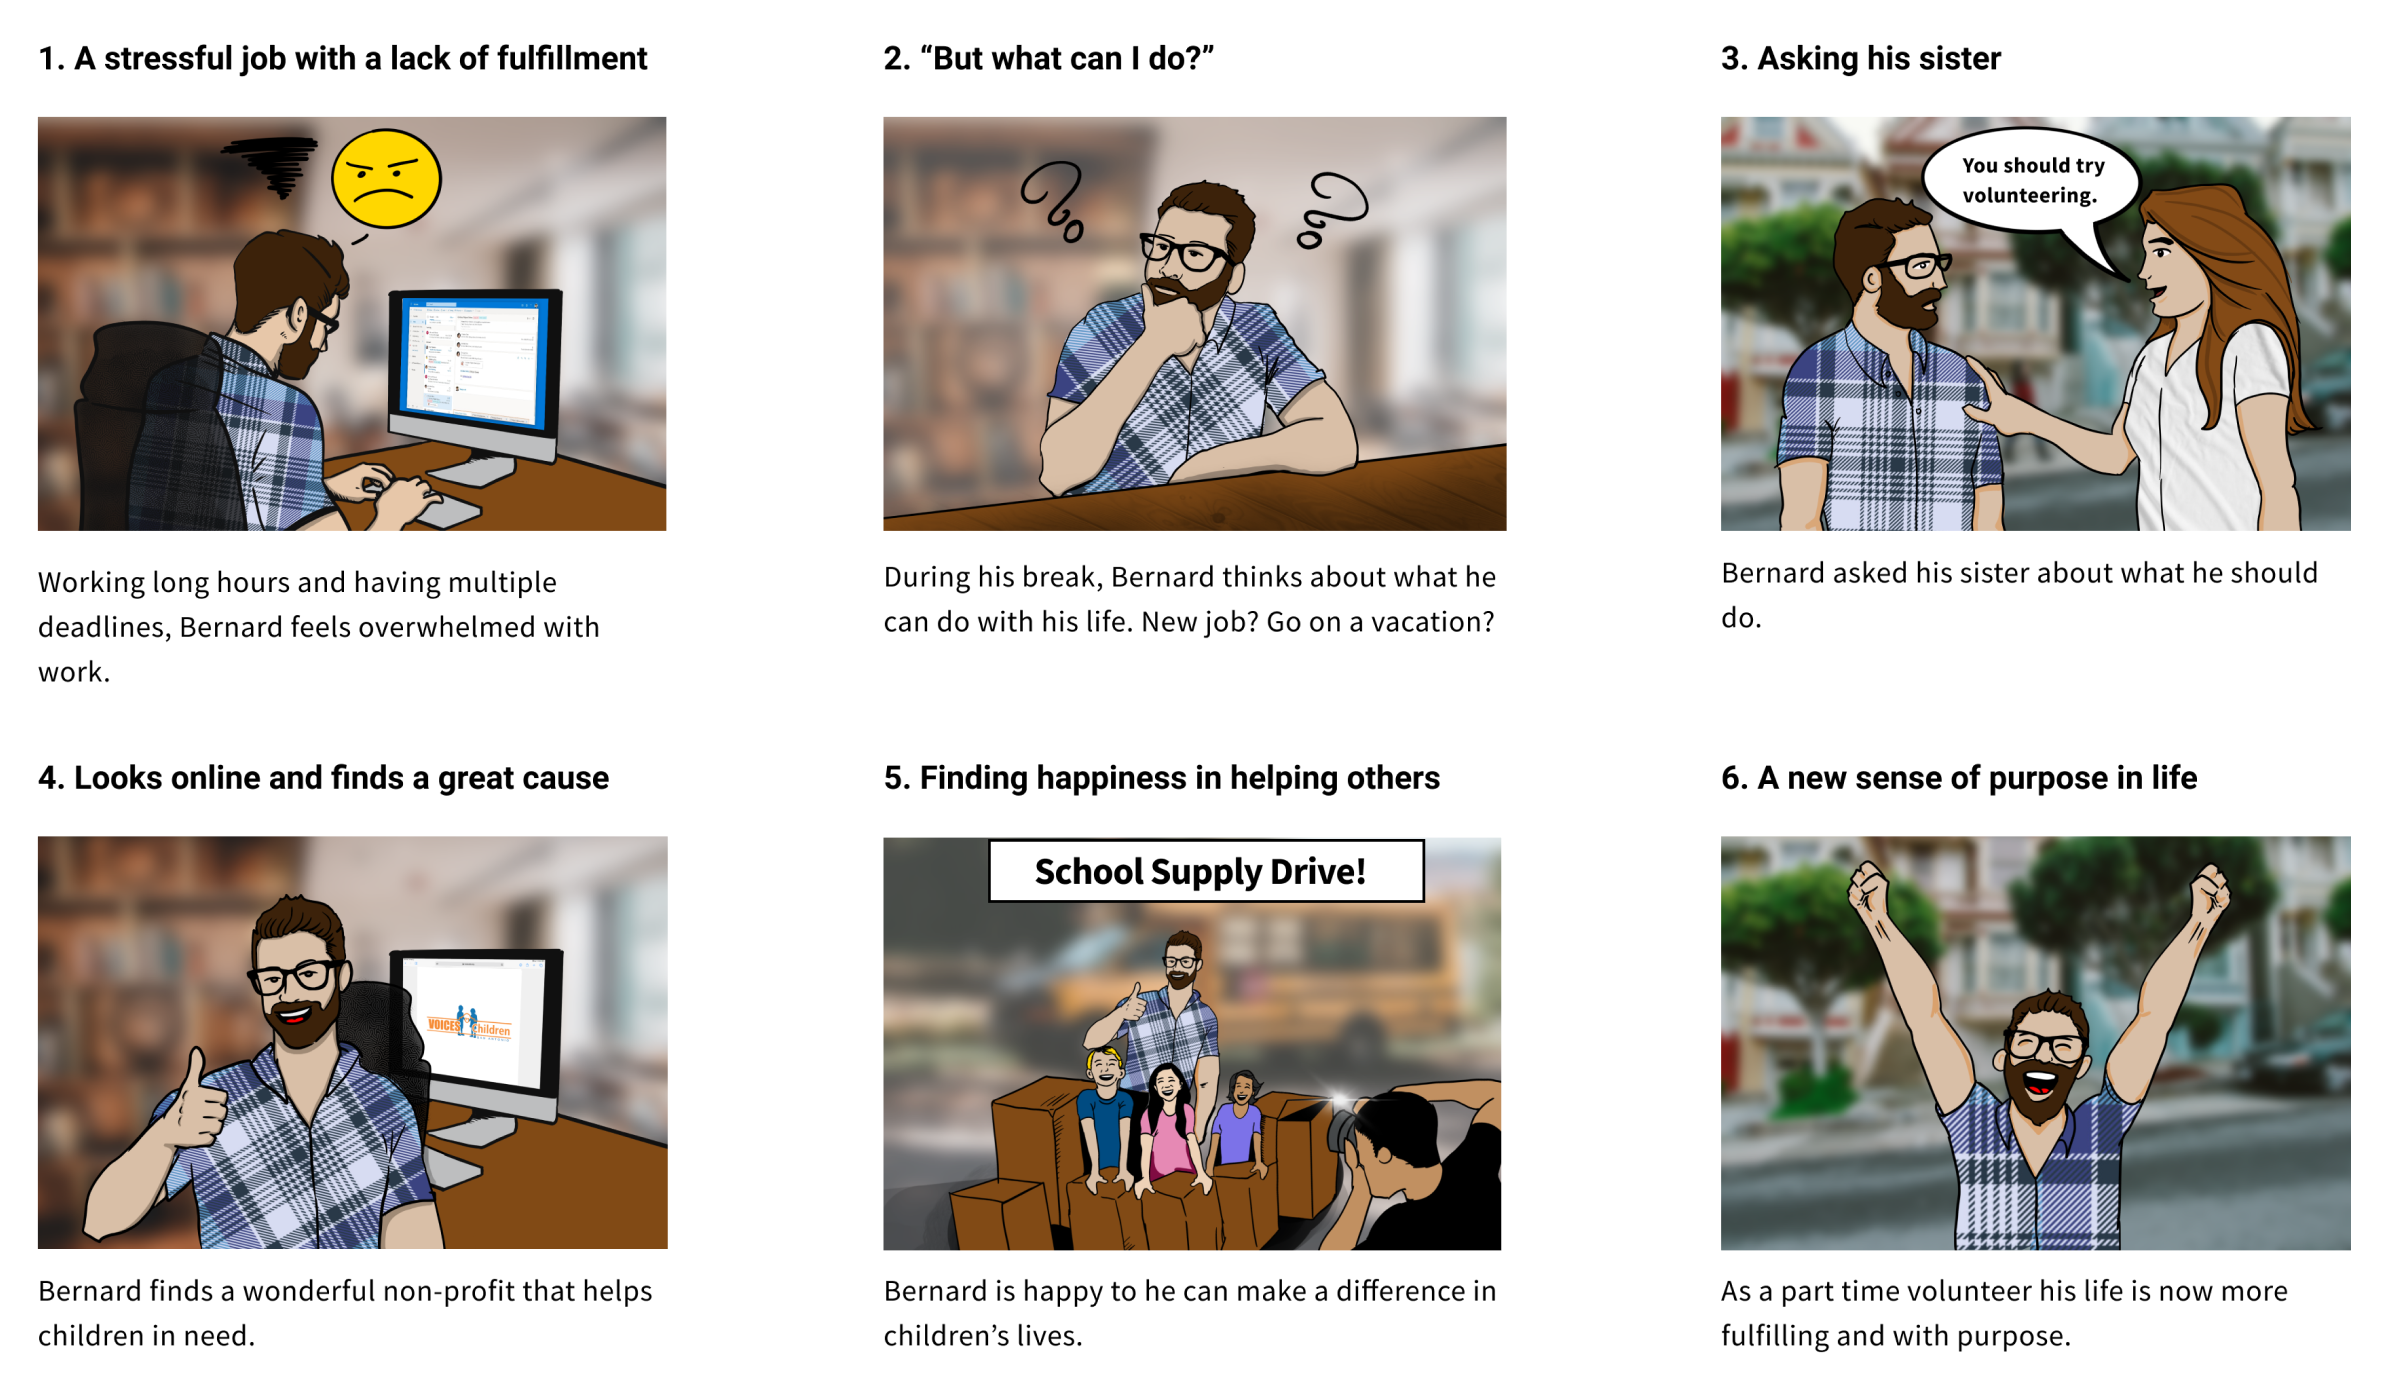 1. A stressful job with a lack of fulfillment
2. “But what can I do?”
3. Asking his sister
You should try
volunteering.
Working long hours and having multiple
deadlines, Bernard feels overwhelmed with
work.
During his break, Bernard thinks about what he
can do with his life. New job? Go on a vacation?
Bernard asked his sister about what he should
do.
4. Looks online and finds a great cause
5. Finding happiness in helping others
6. A new sense of purpose in life
VOICES
children
School Supply Drive!
Bernard finds a wonderful non-profit that helps
children in need.
Bernard is happy to he can make a difference in
children’s lives.
As a part time volunteer his life is now more
fulfilling and with purpose.